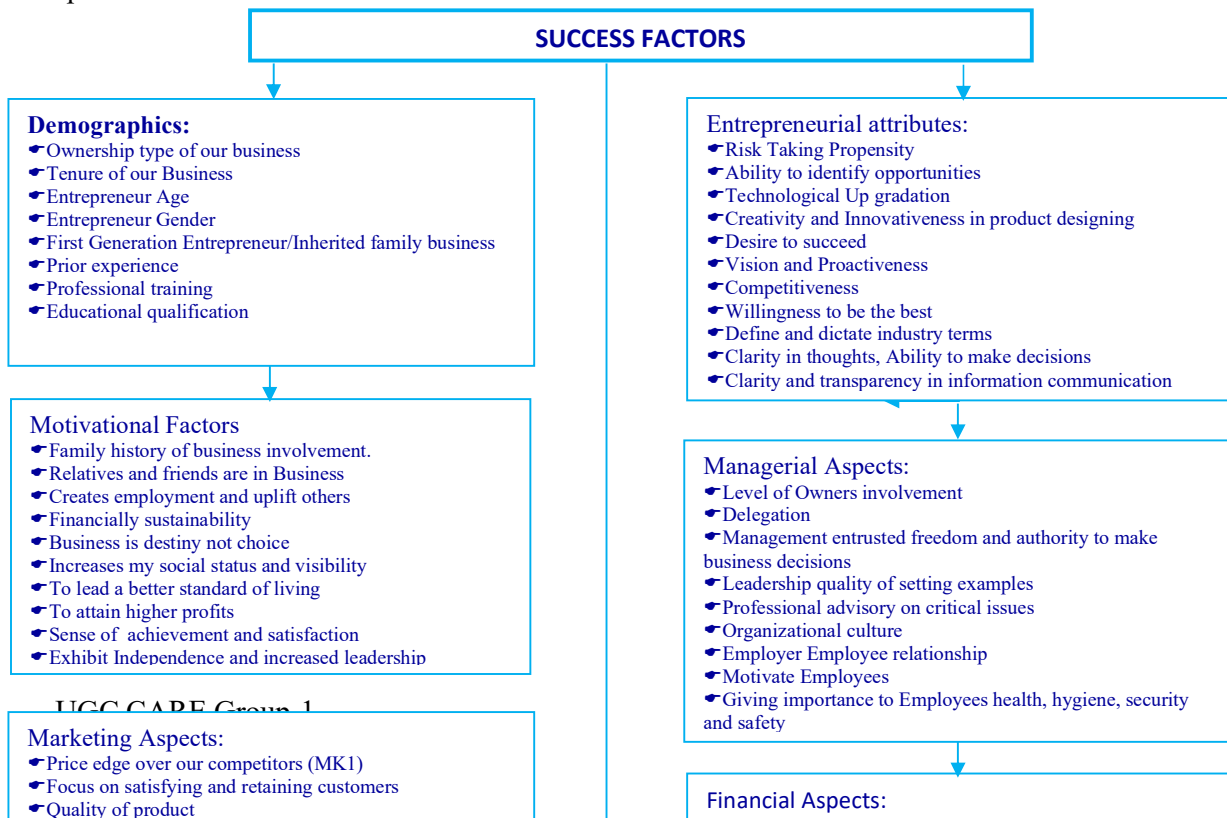 SUCCESS FACTORS
Demographics:
☛Ownership type of our business
☛Tenure of our Business
☛Entrepreneur Age
☛Entrepreneur Gender
☛First Generation Entrepreneur/Inherited family business
☛Prior experience
☛Professional training
☛Educational qualification
Motivational Factors
☛Family history of business involvement.
☛Relatives and friends are in Business
☛Creates employment and uplift others
☛Financially sustainability
☛Business is destiny not choice
☛Increases my social status and visibility
☛To lead a better standard of living
☛To attain higher profits
☛Sense of achievement and satisfaction
☛Exhibit Independence and increased leadership
UGC CARE Group-1
Marketing Aspects:
☛Price edge over our competitors (MK1)
☛Focus on satisfying and retaining customers
☛Quality of product
Entrepreneurial attributes:
☛Risk Taking Propensity
☛Ability to identify opportunities
☛Technological Up gradation
☛Creativity and Innovativeness in product designing
☛Desire to succeed
☛Vision and Proactiveness
☛Competitiveness
☛Willingness to be the best
☛Define and dictate industry terms
☛Clarity in thoughts, Ability to make decisions
☛Clarity and transparency in information communication
Managerial Aspects:
☛Level of Owners involvement
☛Delegation
☛Management entrusted freedom and authority to make
business decisions
☛Leadership quality of setting examples
☛Professional advisory on critical issues
☛Organizational culture
☛Employer Employee relationship
☛Motivate Employees
☛Giving importance to Employees health, hygiene, security
and safety
Financial Aspects: